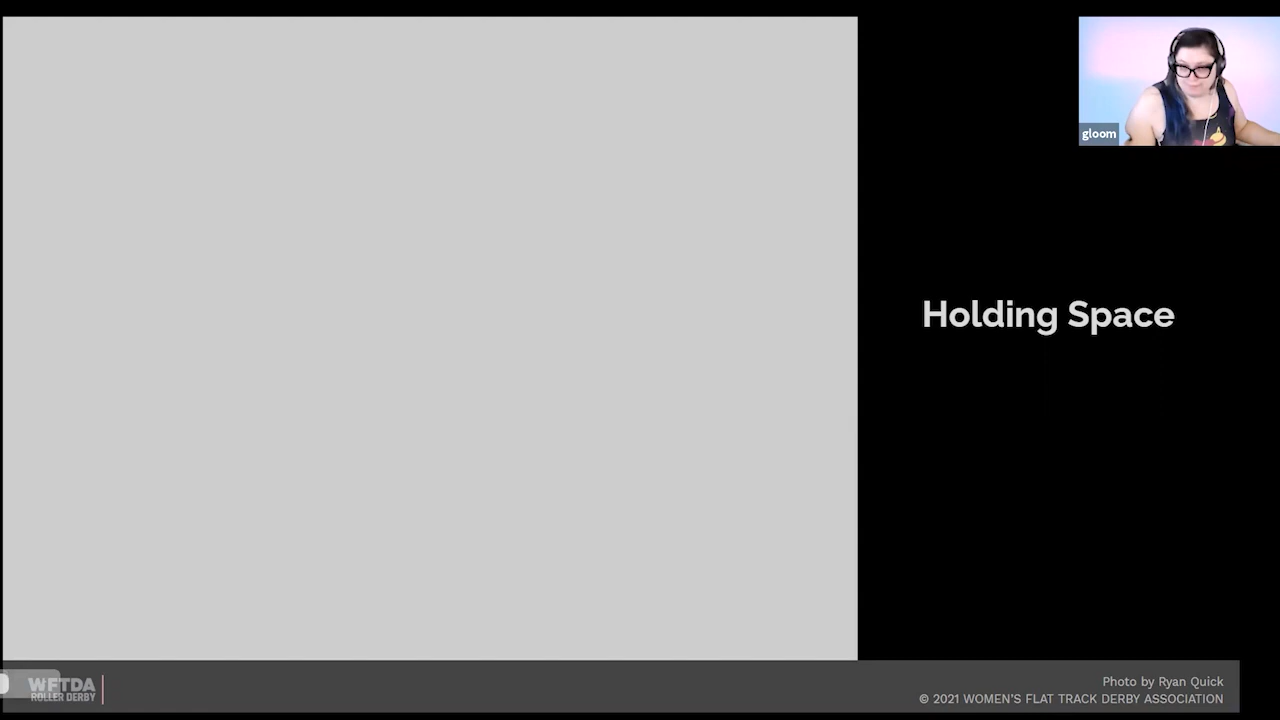 gloom
Holding Space
WFTDA
ROLLER DERBY
Photo by Ryan Quick
© 2021 WOMEN'S FLAT TRACK DERBY ASSOCIATION